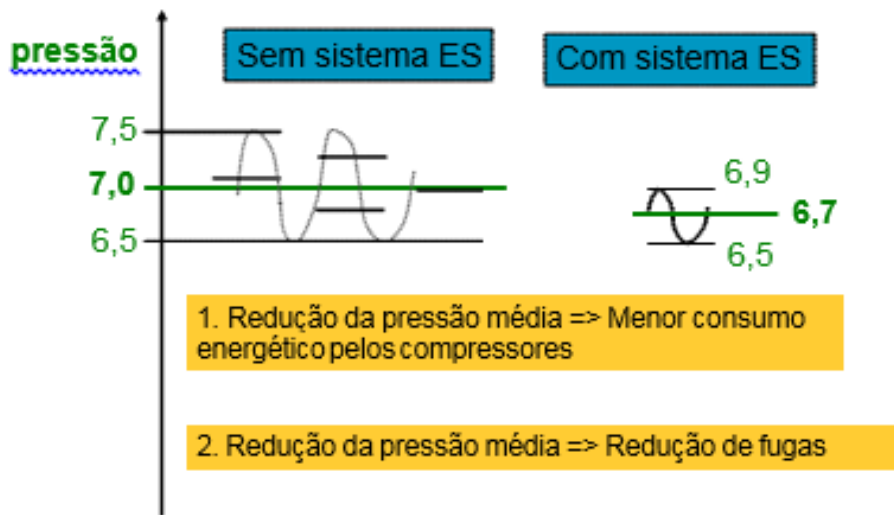 pressão
Sem sistema ES
Com sistema ES
7,5
7,0
6,5
6,9
6,7
6,5
1. Redução da pressão média => Menor consumo
energético pelos compressores
2. Redução da pressão média => Redução de fugas